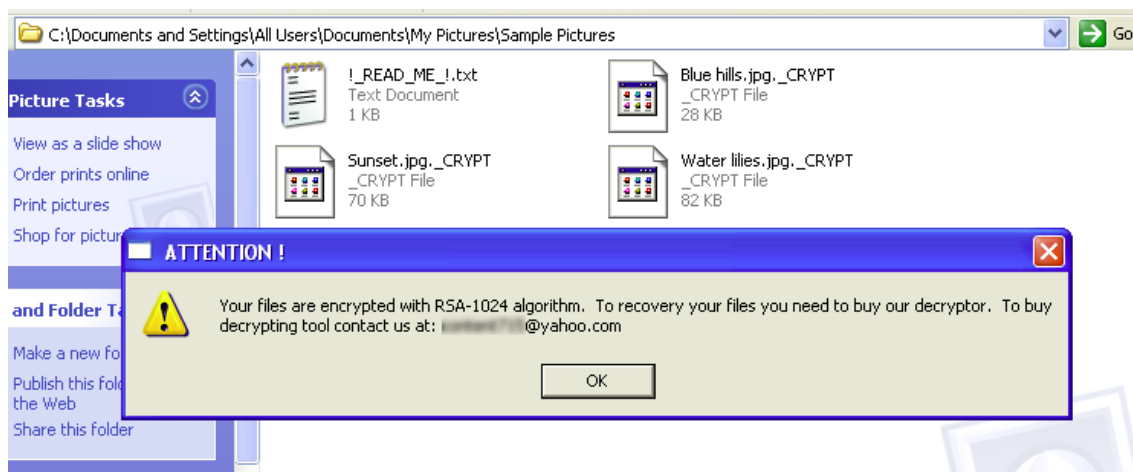 C:\Documents and Settings\All Users\Documents\My Pictures\Sample Pictures
Go
Picture Tasks
View as a slide show
Order prints online
Print pictures
Shop for pictur
and Folder Ta
Make a new fo
Publish this fold
the Web
Share this folder
!_READ_ME_!.txt
Text Document
1 KB
Blue hills.jpg._CRYPT
_CRYPT File
28 KB
Sunset.jpg._CRYPT
_CRYPT File
70 KB
Water lilies.jpg._CRYPT
_CRYPT File
82 KB
ATTENTION !
Your files are encrypted with RSA-1024 algorithm. To recovery your files you need to buy our decryptor. To buy
decrypting tool contact us at: @yahoo.com
OK